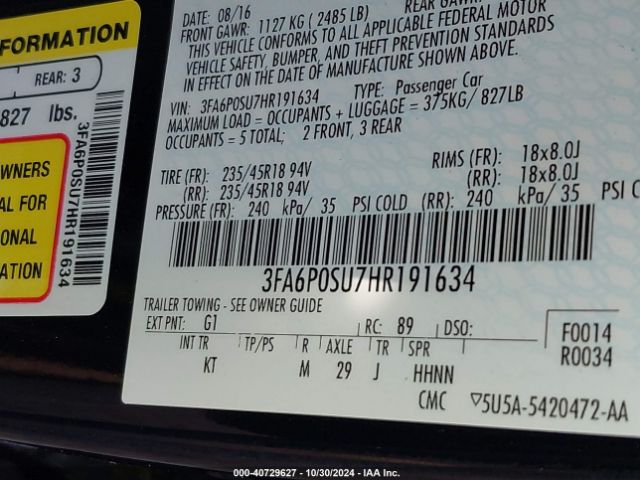 FORMATION
REAR: 3
827 lbs.
WNERS
AL FOR
ONAL
ATION
3FA6P0SU7HR191634
DATE: 08/16
FRONT GAWR: 1127 KG ( 2485 LB)
THIS VEHICLE CONFORMS TO ALL APPLICABLE FEDERAL MOTOR
VEHICLE SAFETY, BUMPER, AND THEFT PREVENTION STANDARDS
IN EFFECT ON THE DATE OF MANUFACTURE SHOWN ABOVE.
VIN: 3FA6P0SU7HR191634 TYPE: Passenger Car
MAXIMUM LOAD = OCCUPANTS + LUGGAGE = 375KG/ 827LB
OCCUPANTS = 5 TOTAL; 2 FRONT, 3 REAR
TIRE (FR): 235/45R18 94V RIMS (FR): 18x8.0J
(RR): 235/45R18 94V (RR): 18x8.0J
PRESSURE (FR): 240 kPa/ 35 PSI COLD (RR): 240 kPa/ 35 PSI
3FA6P0SU7HR191634
TRAILER TOWING - SEE OWNER GUIDE
EXT PNT: G1 RC: 89 DSO: F0014
INT TR TP/PS R AXLE TR SPR R0034
KT M 29 J HHNN
CMC ▽5U5A-5420472-AA
000-40729627 - 10/30/2024 - IAA Inc.